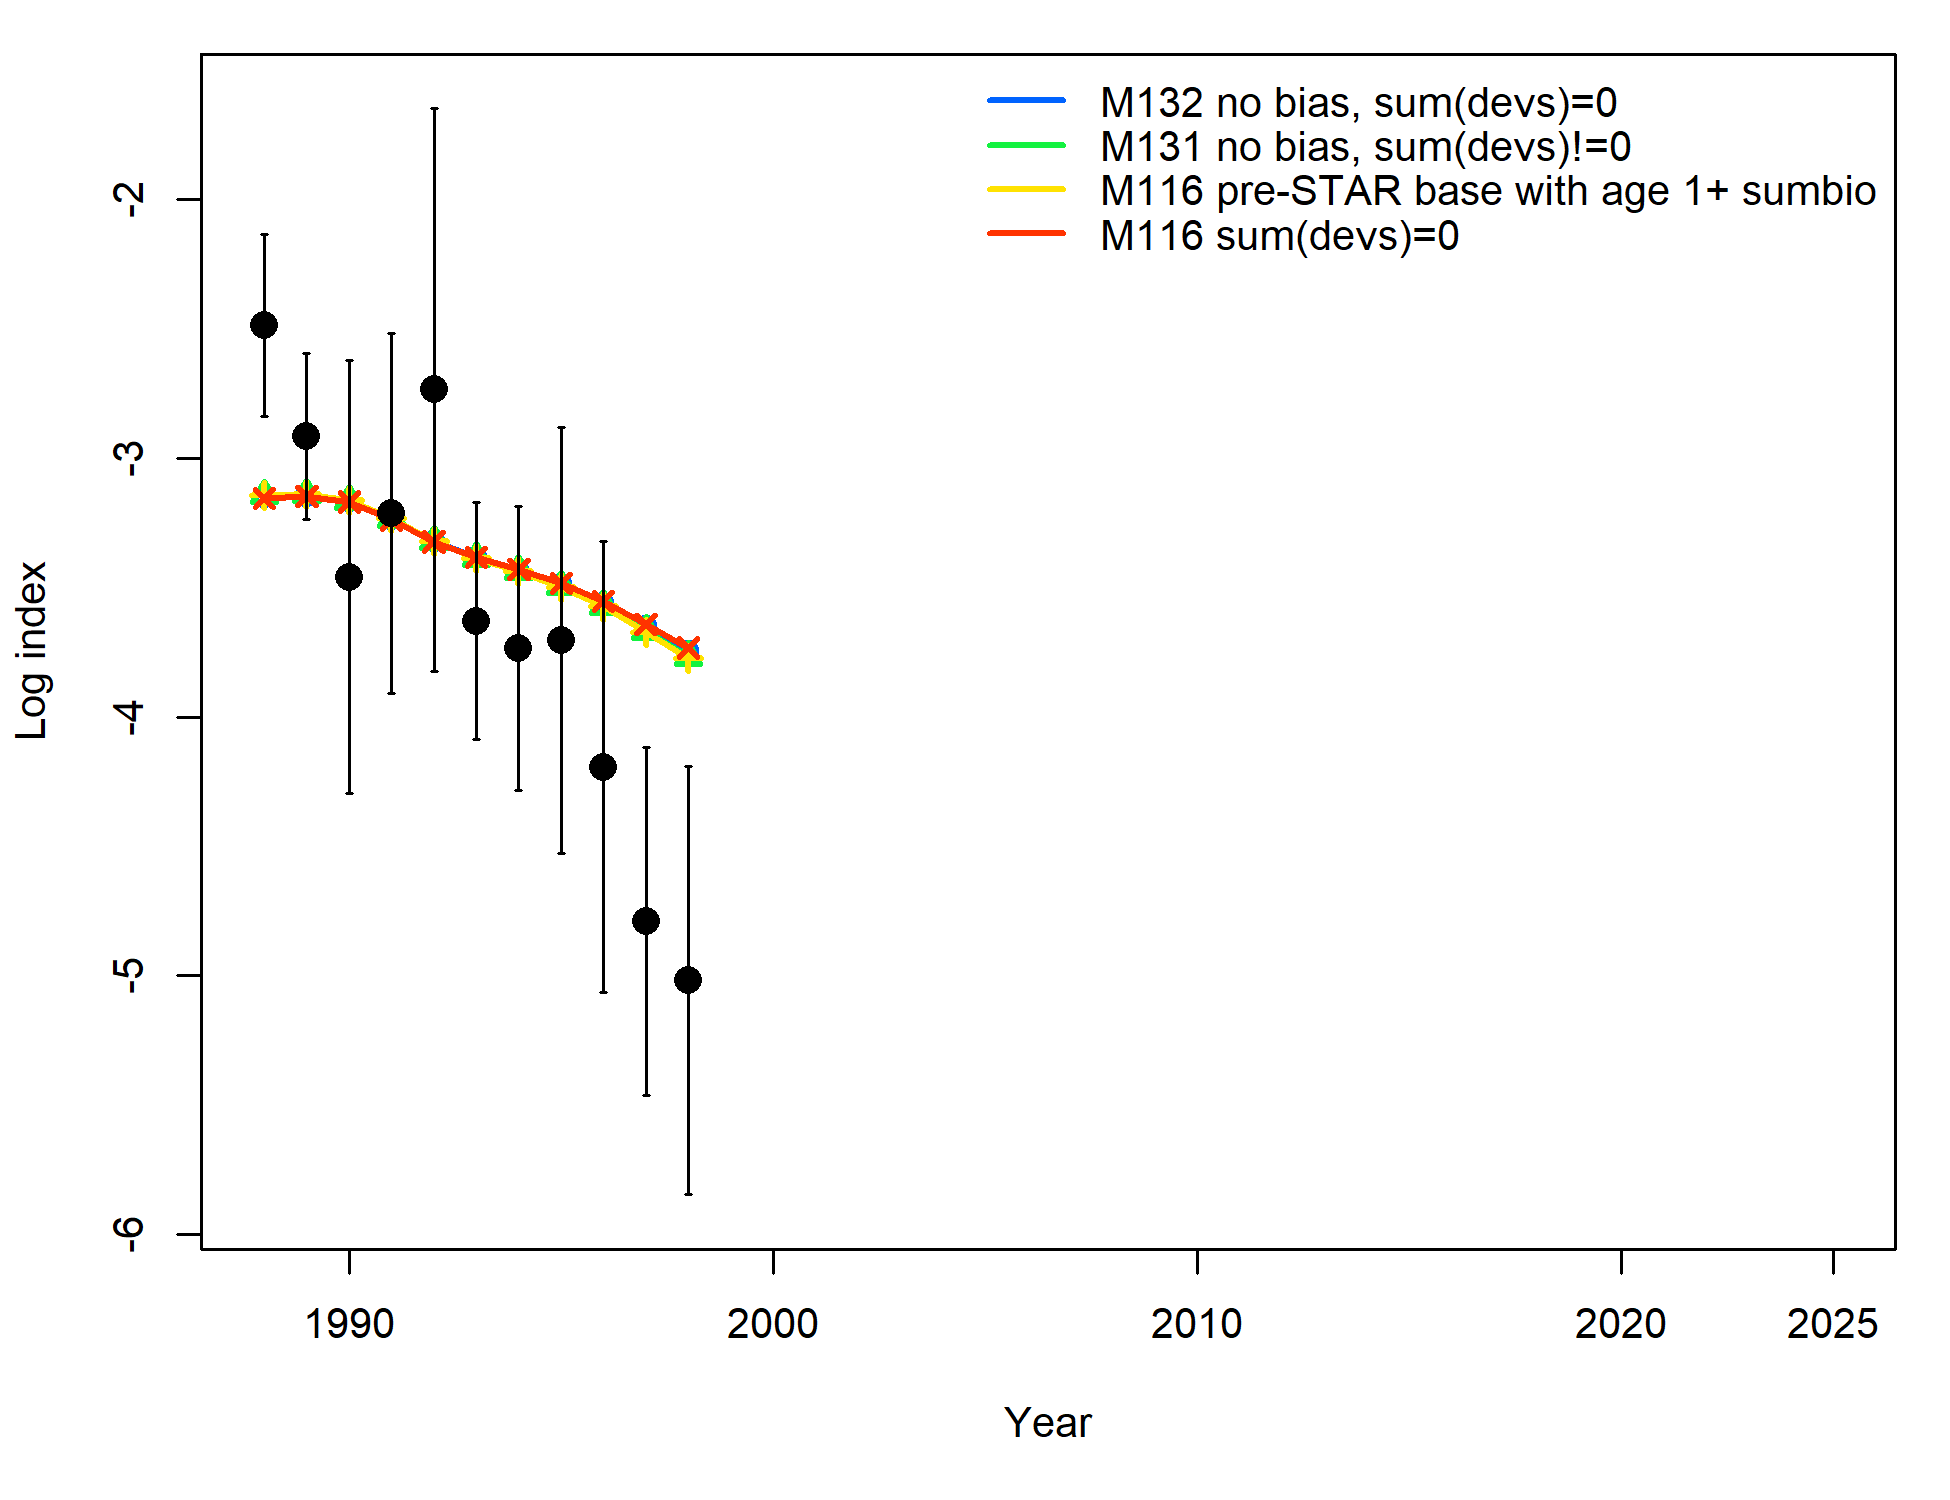 M132 no bias, sum(devs)=0
M131 no bias, sum(devs)!=0
M116 pre-STAR base with age 1+ sumbio
M116 sum(devs)=0
Log index
-2
-3
-4
-5
-6
1990 2000 2010 2020 2025
Year